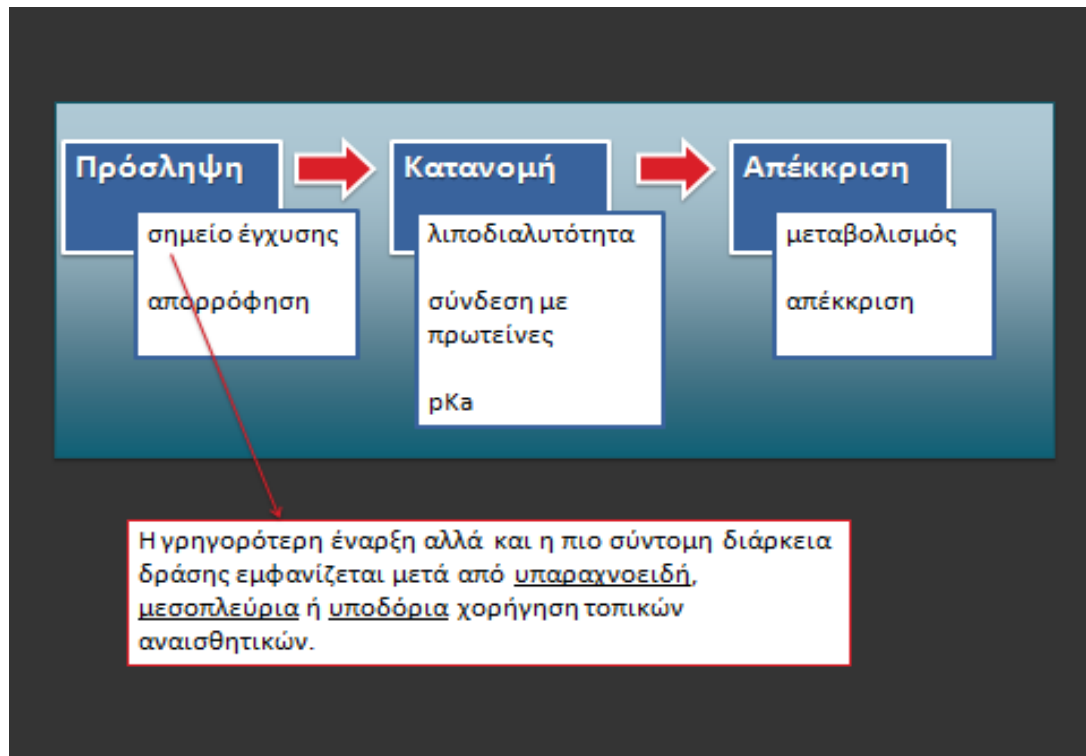 Πρόσληψη
σημείο έγχυσης
απορρόφηση
Κατανομή
λιποδιαλυτότητα
σύνδεση με
πρωτείνες
pKa
Απέκκριση
μεταβολισμός
απέκκριση
Η γρηγορότερη έναρξη αλλά και η πιο σύντομη διάρκεια
δράσης εμφανίζεται μετά από υπαραχνοειδή,
μεσοπλεύρια ή υποδόρια χορήγηση τοπικών
αναισθητικών.